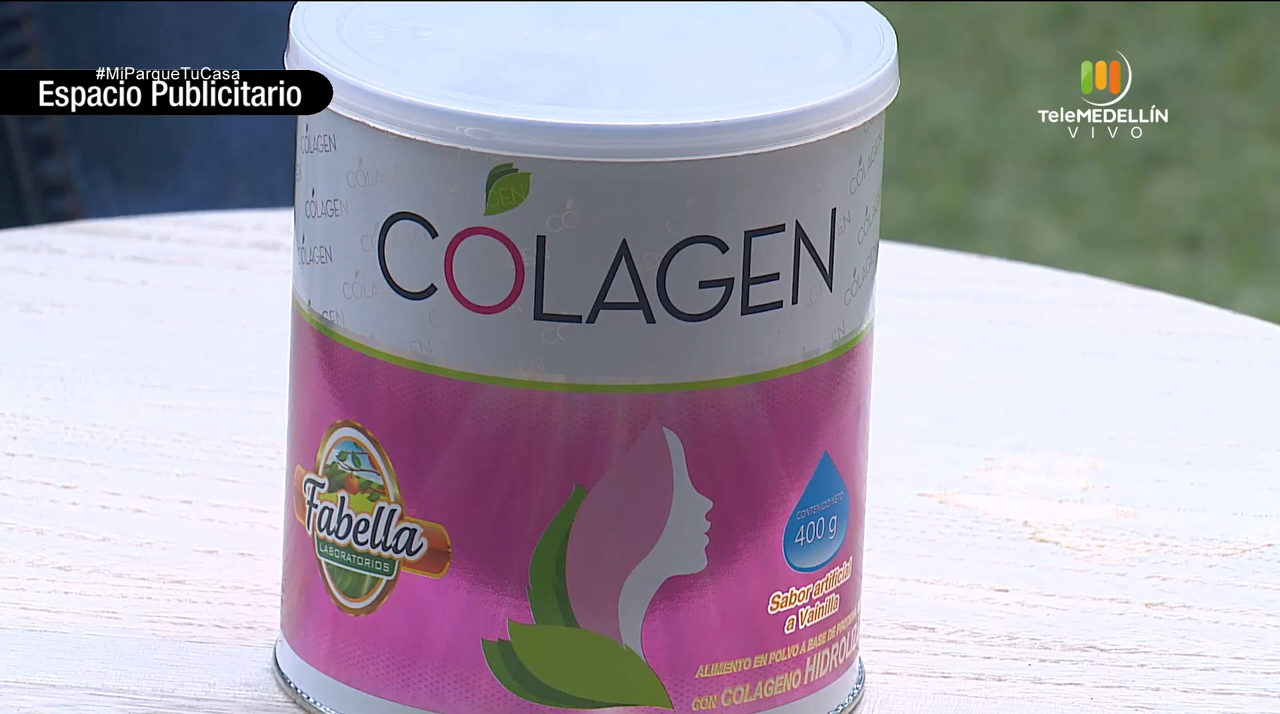 #MiParqueTuCasa
Espacio Publicitario
TeleMEDELLÍN
VIVO
COLAGEN
Fabella
LABORATORIOS
CONTENIDO NETO
400 g
Sabor artificial
a Vainilla
ALIMENTO EN POLVO A BASE DE
CON COLAGENO